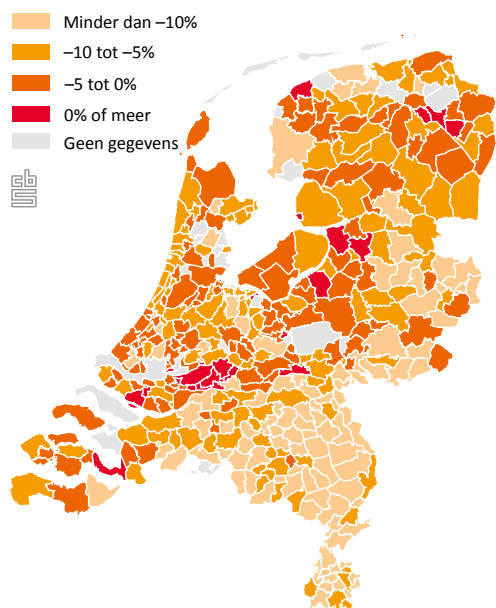 Minder dan –10%
–10 tot –5%
–5 tot 0%
0% of meer
Geen gegevens